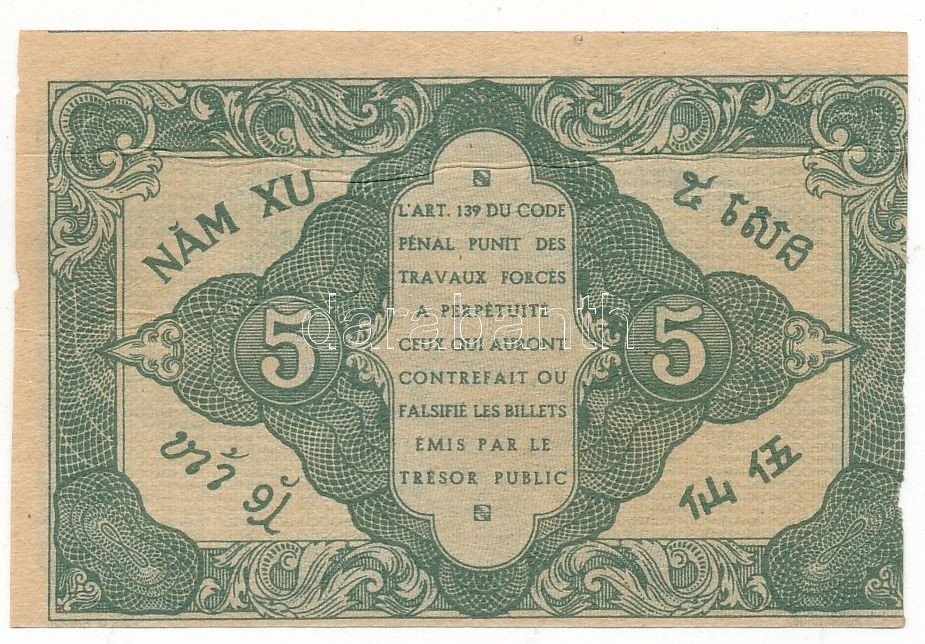 NĂM XU
L'ART. 139 DU CODE
PÉNAL PUNIT DES
TRAVAUX FORCÉS
A PERPÉTUITÉ
CEUX QUI AURONT
CONTREFAIT OU
FALSIFIÉ LES BILLETS
ÉMIS PAR LE
TRÉSOR PUBLIC
5
5
仙 伍
darabanth